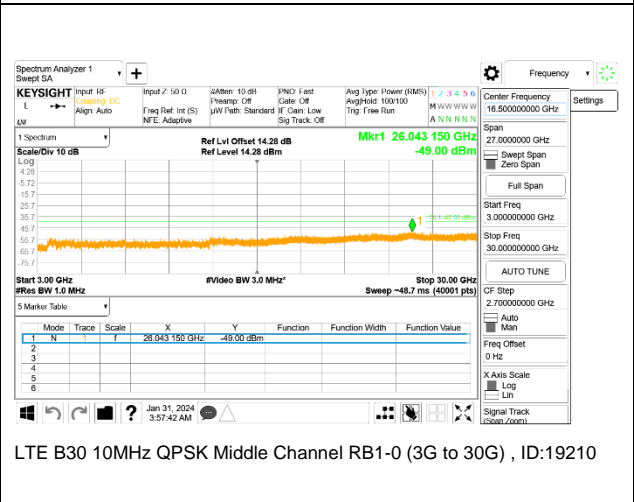 Spectrum Analyzer 1
Swept SA
Frequency
Settings
KEYSIGHT
L
Input: RF
Coupling: DC
Align: Auto
Input Z: 50 Ω
Freq Ref: Int (S)
NFE: Adaptive
#Atten: 10 dB
Preamp: Off
µW Path: Standard
PNO: Fast
Gate: Off
IF Gain: Low
Sig Track: Off
Avg Type: Power (RMS)
Avg|Hold: 100/100
Trig: Free Run
1 2 3 4 5 6
M W W W W W
A N N N N N
1 Spectrum
Scale/Div 10 dB
Ref Lvl Offset 14.28 dB
Ref Level 14.28 dBm
Mkr1 26.043 150 GHz
-49.00 dBm
Log
4.28
-5.72
-15.7
-25.7
-35.7
-45.7
-55.7
-65.7
-75.7
1
Start 3.00 GHz
#Res BW 1.0 MHz
#Video BW 3.0 MHz*
Stop 30.00 GHz
Sweep ~48.7 ms (40001 pts)
5 Marker Table
Mode Trace Scale X Y Function Function Width Function Value
1 N 1 f 26.043 150 GHz -49.00 dBm
2
3
4
5
6
Jan 31, 2024
3:57:42 AM
Center Frequency
16.500000000 GHz
Span
27.0000000 GHz
Swept Span
Zero Span
Full Span
Start Freq
3.000000000 GHz
Stop Freq
30.000000000 GHz
AUTO TUNE
CF Step
2.700000000 GHz
Auto
Man
Freq Offset
0 Hz
X Axis Scale
Log
Lin
Signal Track
(Span Zoom)
LTE B30 10MHz QPSK Middle Channel RB1-0 (3G to 30G) , ID:19210